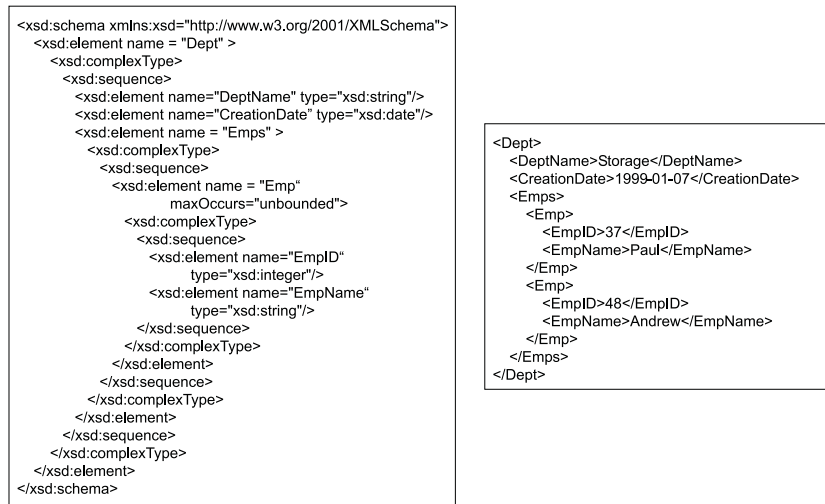 <xsd:schema xmlns:xsd="http://www.w3.org/2001/XMLSchema">
<xsd:element name = "Dept" >
<xsd:complexType>
<xsd:sequence>
<xsd:element name="DeptName" type="xsd:string"/>
<xsd:element name="CreationDate” type="xsd:date"/>
<xsd:element name = "Emps" >
<xsd:complexType>
<xsd:sequence>
<xsd:element name = "Emp“
maxOccurs="unbounded">
<xsd:complexType>
<xsd:sequence>
<xsd:element name="EmpID“
type="xsd:integer"/>
<xsd:element name="EmpName“
type="xsd:string"/>
</xsd:sequence>
</xsd:complexType>
</xsd:element>
</xsd:sequence>
</xsd:complexType>
</xsd:element>
</xsd:sequence>
</xsd:complexType>
</xsd:element>
</xsd:schema>
<Dept>
<DeptName>Storage</DeptName>
<CreationDate>1999-01-07</CreationDate>
<Emps>
<Emp>
<EmpID>37</EmpID>
<EmpName>Paul</EmpName>
</Emp>
<Emp>
<EmpID>48</EmpID>
<EmpName>Andrew</EmpName>
</Emp>
</Emps>
</Dept>